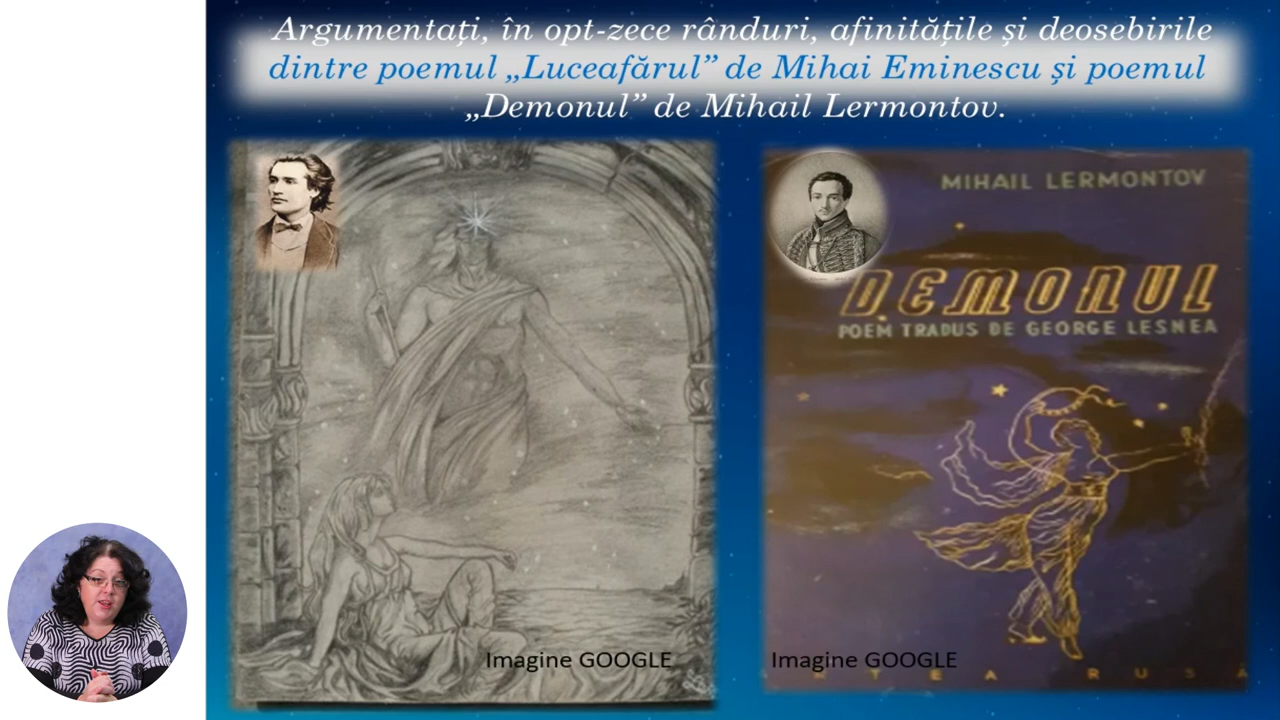 Argumentați, în opt-zece rânduri, afinitățile și deosebirile
dintre poemul „Luceafărul” de Mihai Eminescu și poemul
„Demonul” de Mihail Lermontov.
MIHAIL LERMONTOV
DEMONUL
POEM TRADUS DE GEORGE LESNEA
Imagine GOOGLE
Imagine GOOGLE
RUSĂ